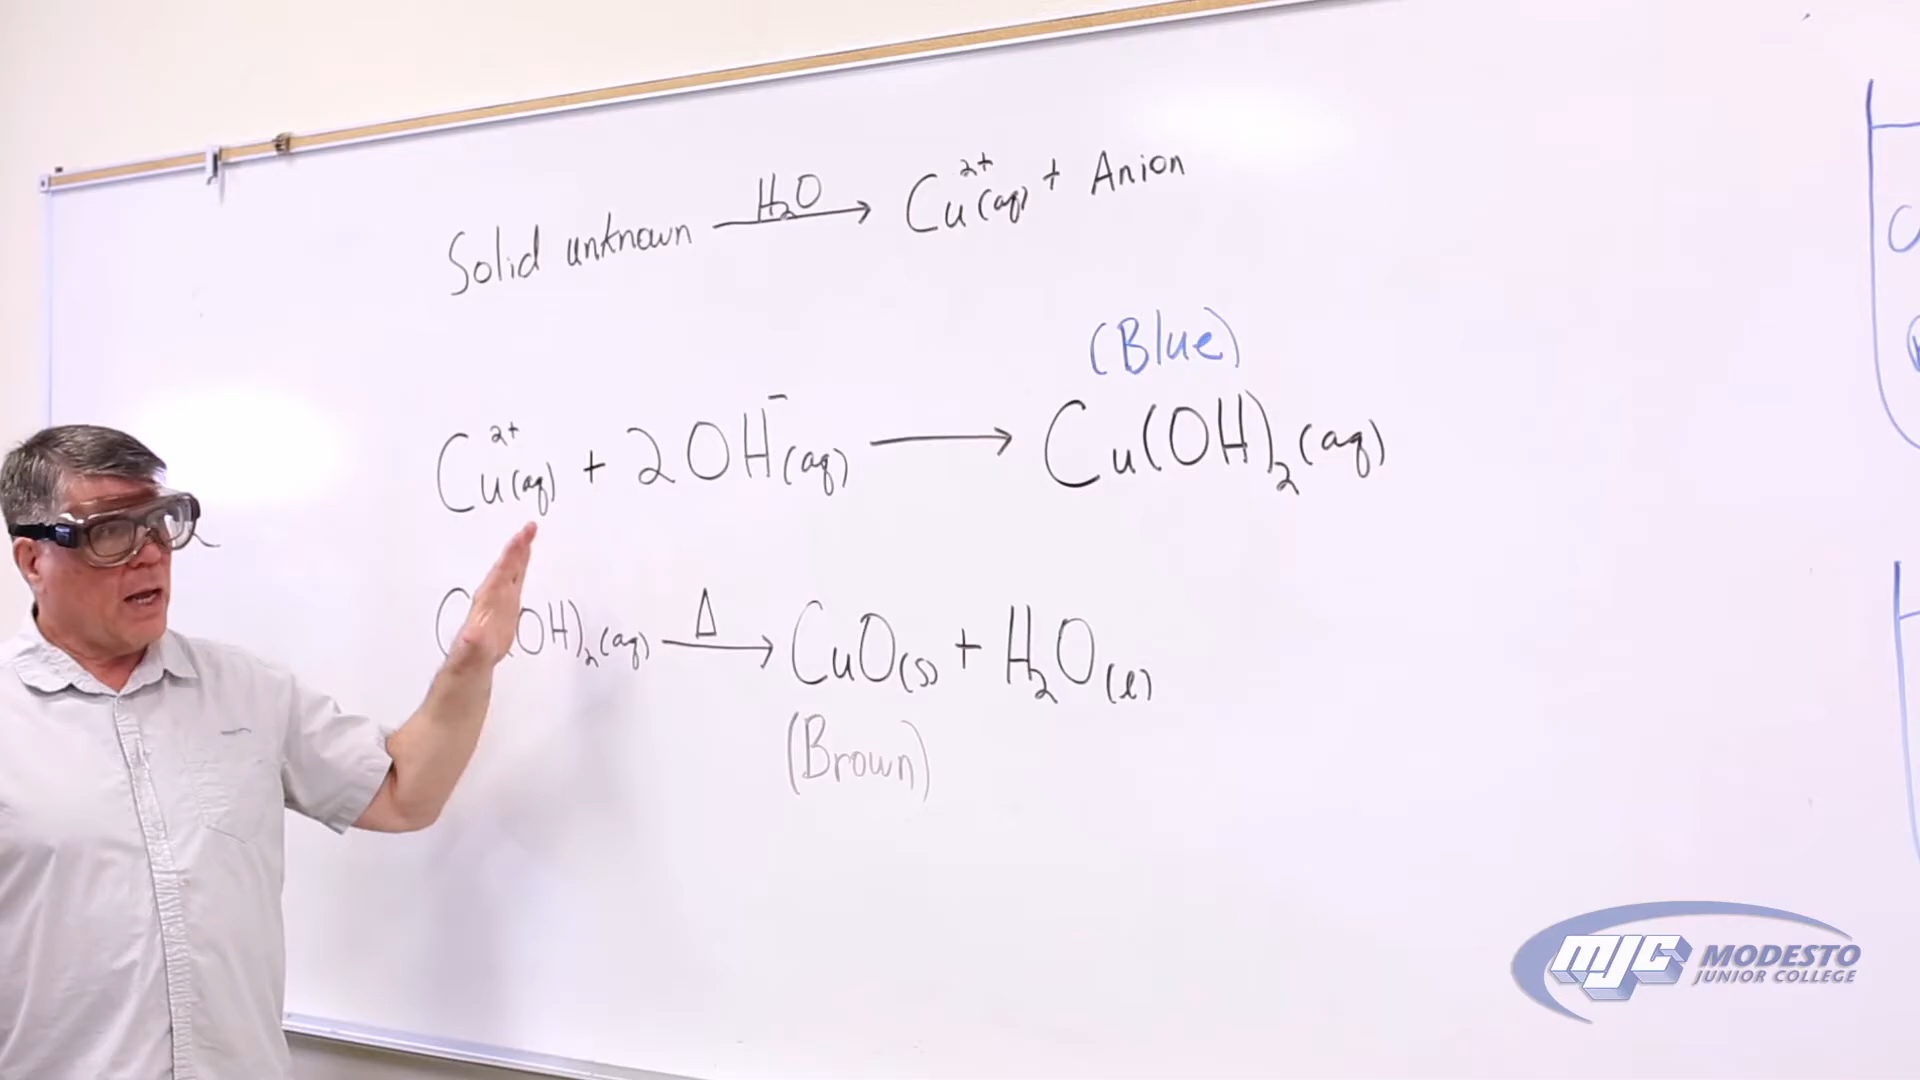 Solid unknown H₂O → Cu²⁺(aq) + Anion
(Blue)
Cu²⁺(aq) + 2OH⁻(aq) → Cu(OH)₂(aq)
C OH)₂(aq) Δ → CuO(s) + H₂O(l)
(Brown)
MJC MODESTO
JUNIOR COLLEGE